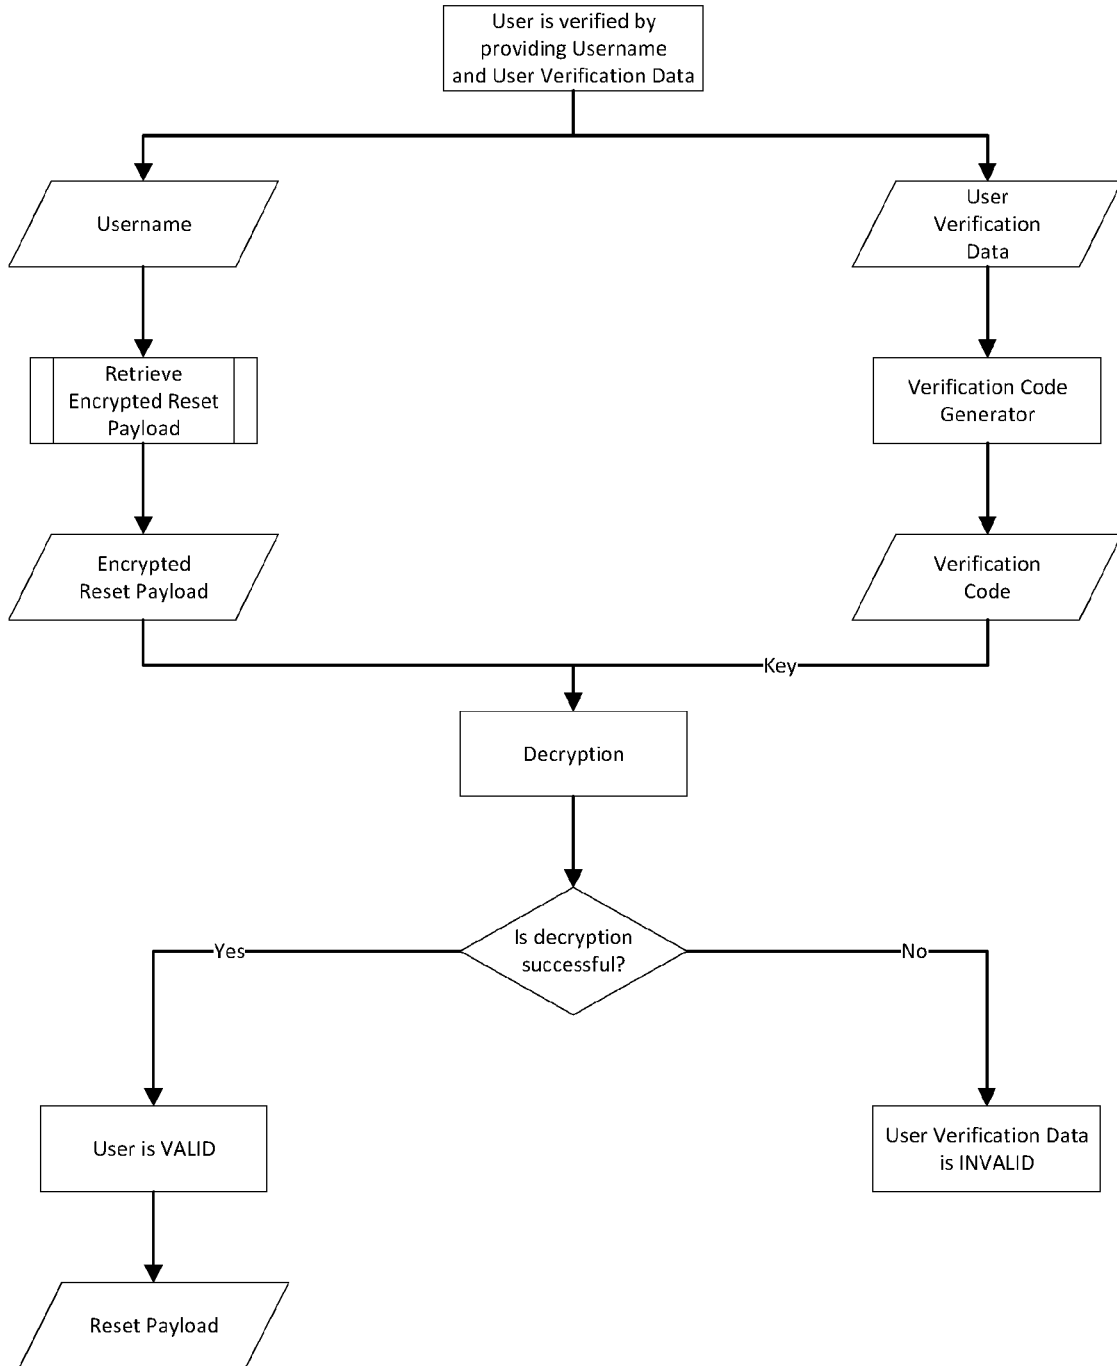 User is verified by
providing Username
and User Verification Data
Username
User
Verification
Data
Retrieve
Encrypted Reset
Payload
Verification Code
Generator
Encrypted
Reset Payload
Verification
Code
Key
Decryption
Is decryption
successful?
Yes
No
User is VALID
User Verification Data
is INVALID
Reset Payload